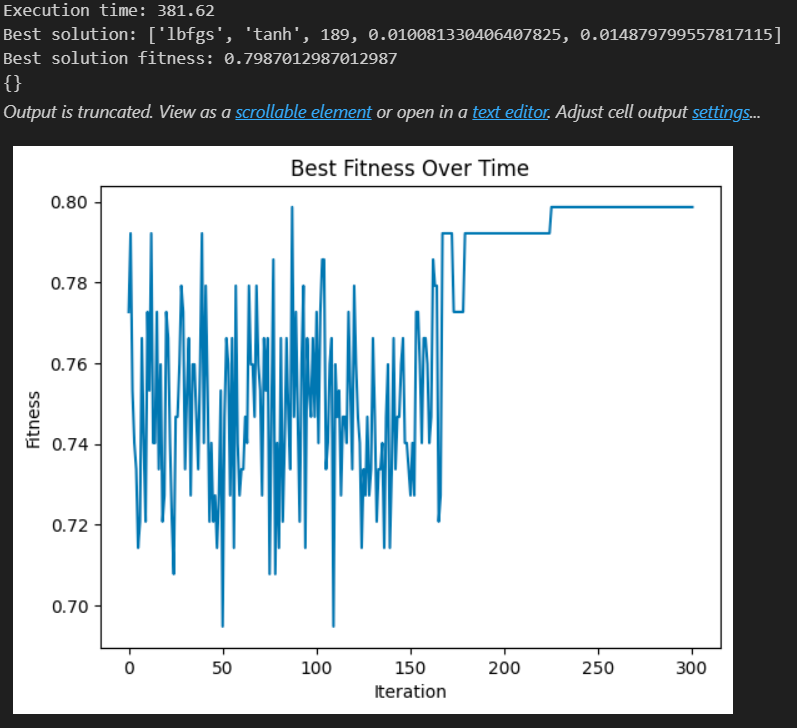 Execution time: 381.62
Best solution: ['lbfgs', 'tanh', 189, 0.010081330406407825, 0.014879799557817115]
Best solution fitness: 0.7987012987012987
{}
Output is truncated. View as a scrollable element or open in a text editor. Adjust cell output settings...
Best Fitness Over Time
0.80
0.78
0.76
0.74
0.72
0.70
Fitness
0 50 100 150 200 250 300
Iteration